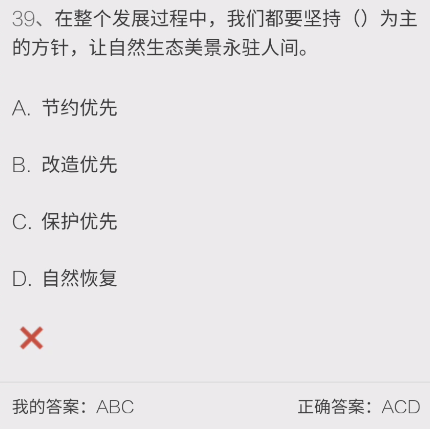 39、在整个发展过程中，我们都要坚持（）为主
的方针，让自然生态美景永驻人间。
A. 节约优先
B. 改造优先
C. 保护优先
D. 自然恢复
我的答案：ABC 正确答案：ACD